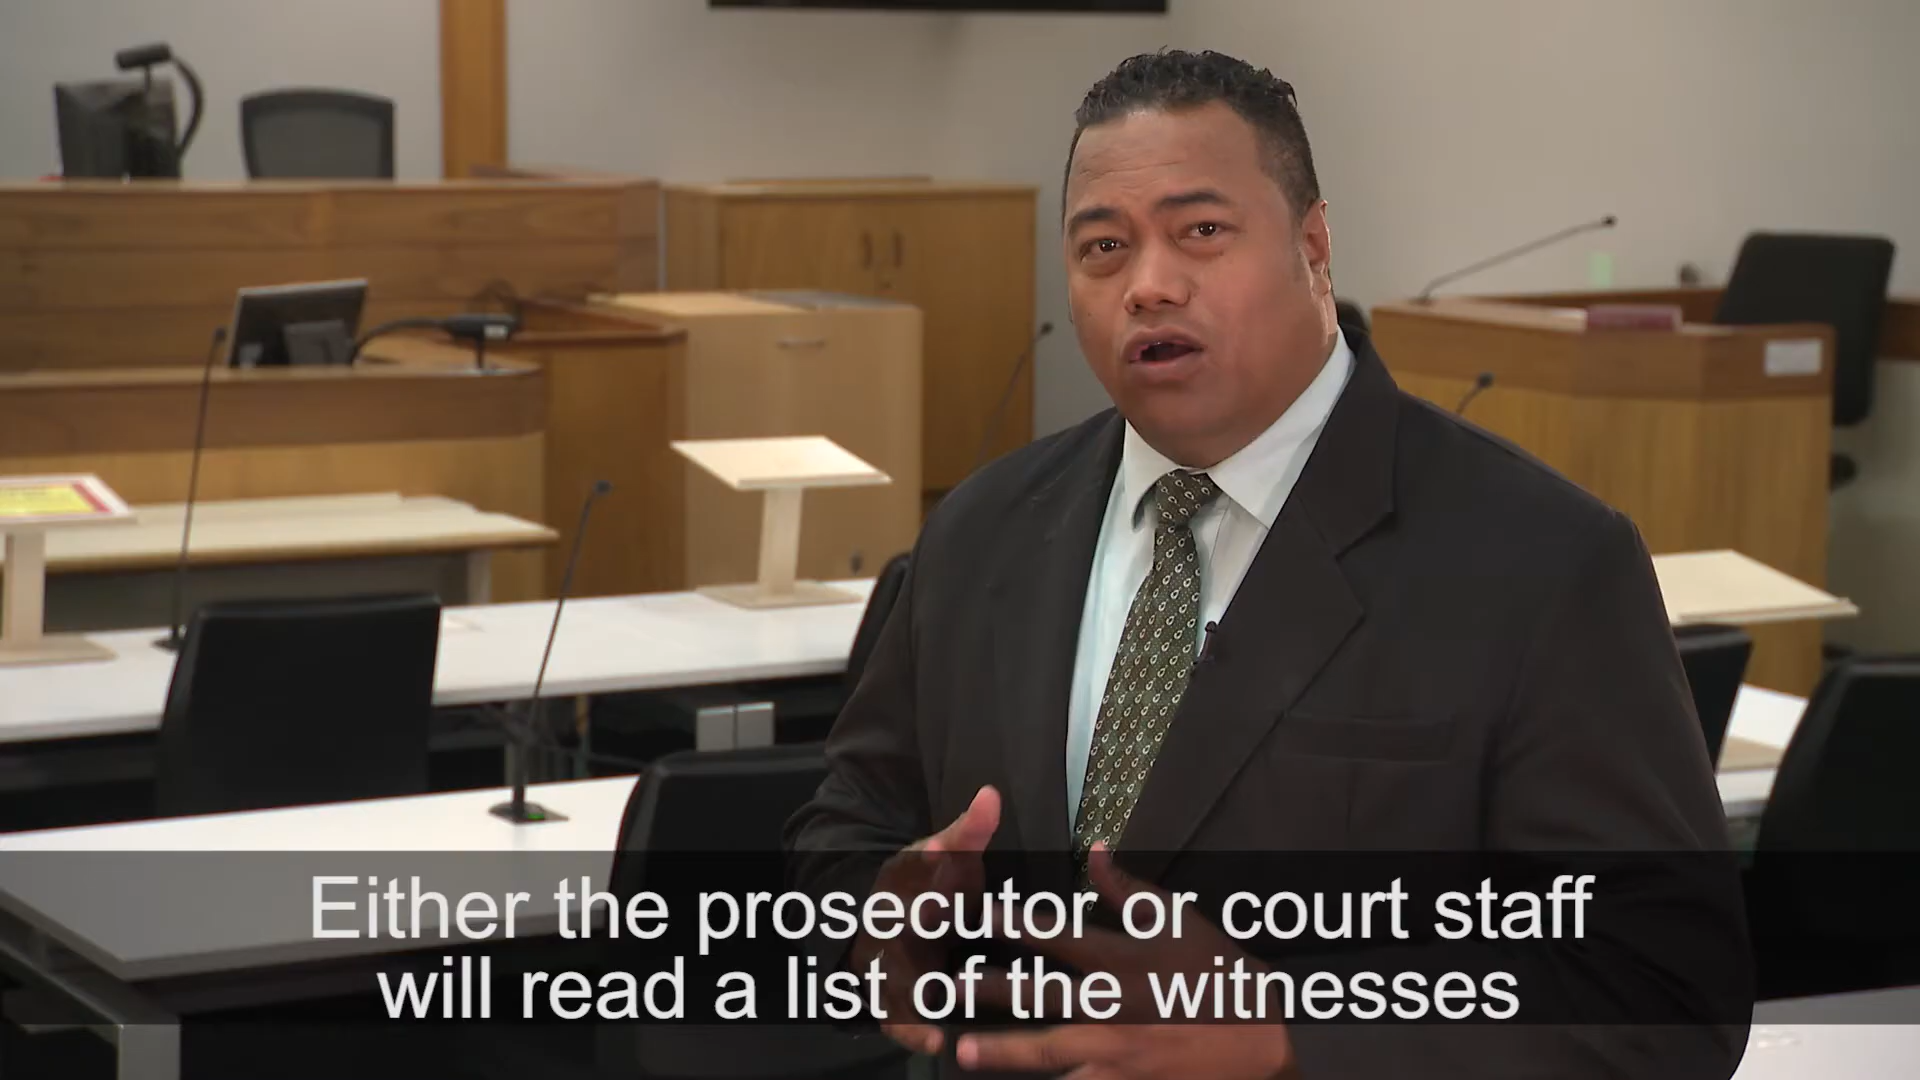 Either the prosecutor or court staff
will read a list of the witnesses